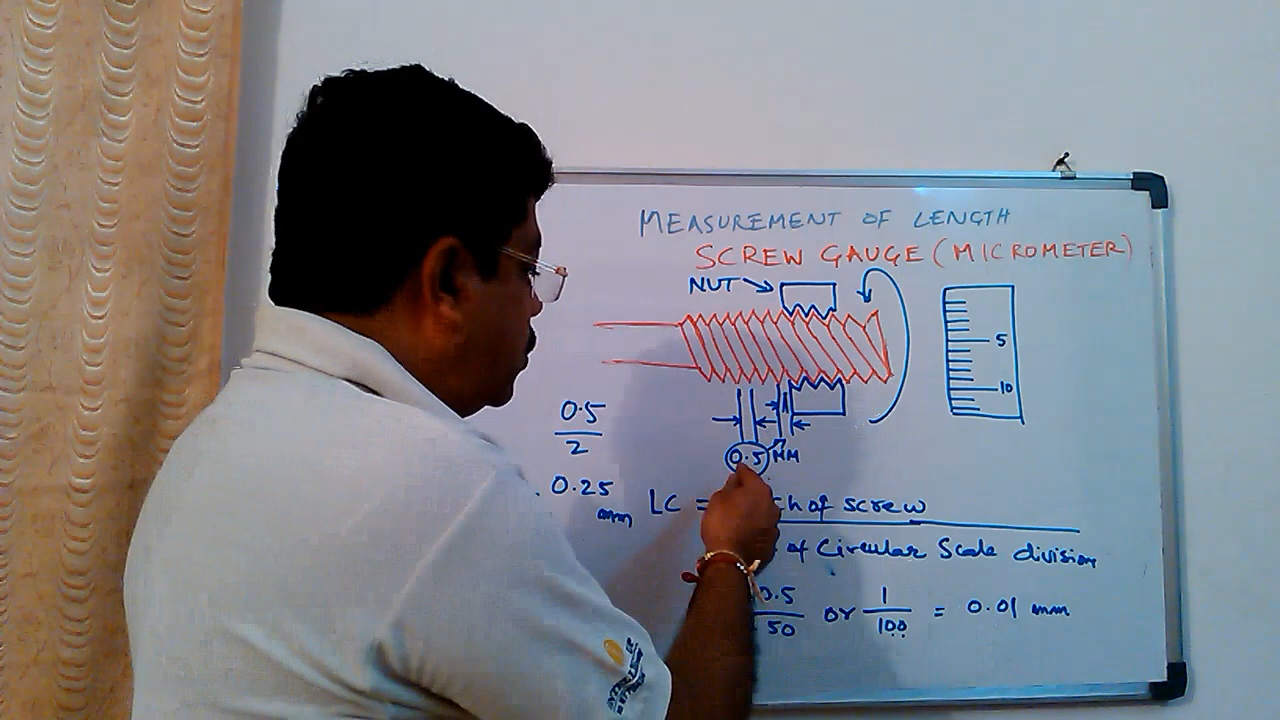 MEASUREMENT OF LENGTH
SCREW GAUGE (MICROMETER)
NUT
5
10
0.5
2
0.25
mm
0.5 MM
LC = ch of screw
of Circular Scale division
0.5
50
or
1
100
= 0.01 mm